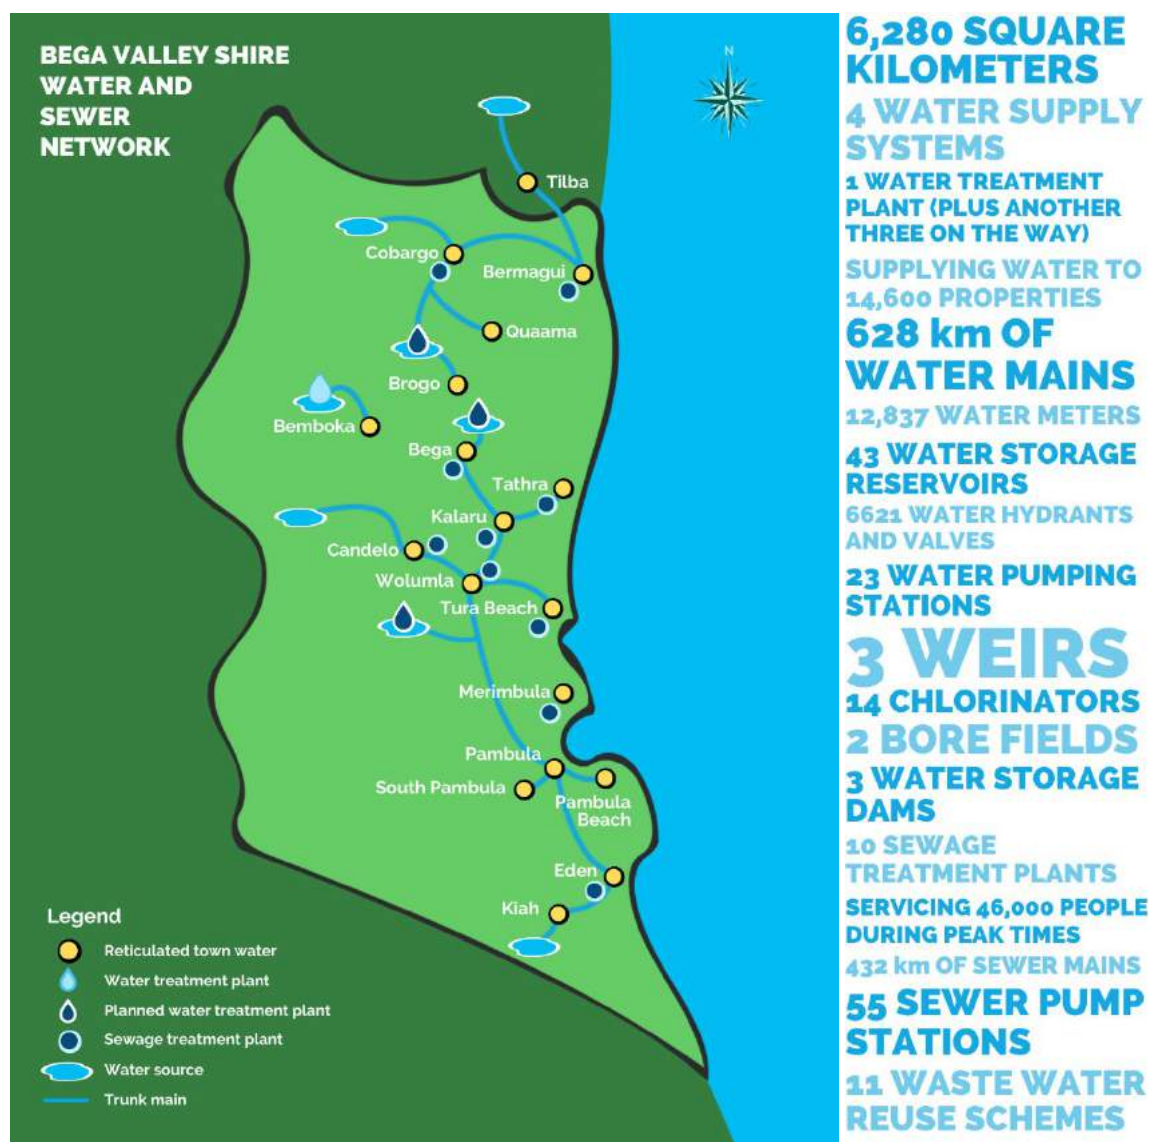 BEGA VALLEY SHIRE
WATER AND
SEWER
NETWORK
N
Tilba
Cobargo
Bermagui
Quaama
Brogo
Bemboka
Bega
Tathra
Kalaru
Candelo
Wolumla
Tura Beach
Merimbula
Pambula
South Pambula
Pambula
Beach
Eden
Kiah
Legend
Reticulated town water
Water treatment plant
Planned water treatment plant
Sewage treatment plant
Water source
Trunk main
6,280 SQUARE
KILOMETERS
4 WATER SUPPLY
SYSTEMS
1 WATER TREATMENT
PLANT (PLUS ANOTHER
THREE ON THE WAY)
SUPPLYING WATER TO
14,600 PROPERTIES
628 km OF
WATER MAINS
12,837 WATER METERS
43 WATER STORAGE
RESERVOIRS
6621 WATER HYDRANTS
AND VALVES
23 WATER PUMPING
STATIONS
3 WEIRS
14 CHLORINATORS
2 BORE FIELDS
3 WATER STORAGE
DAMS
10 SEWAGE
TREATMENT PLANTS
SERVICING 46,000 PEOPLE
DURING PEAK TIMES
432 km OF SEWER MAINS
55 SEWER PUMP
STATIONS
11 WASTE WATER
REUSE SCHEMES